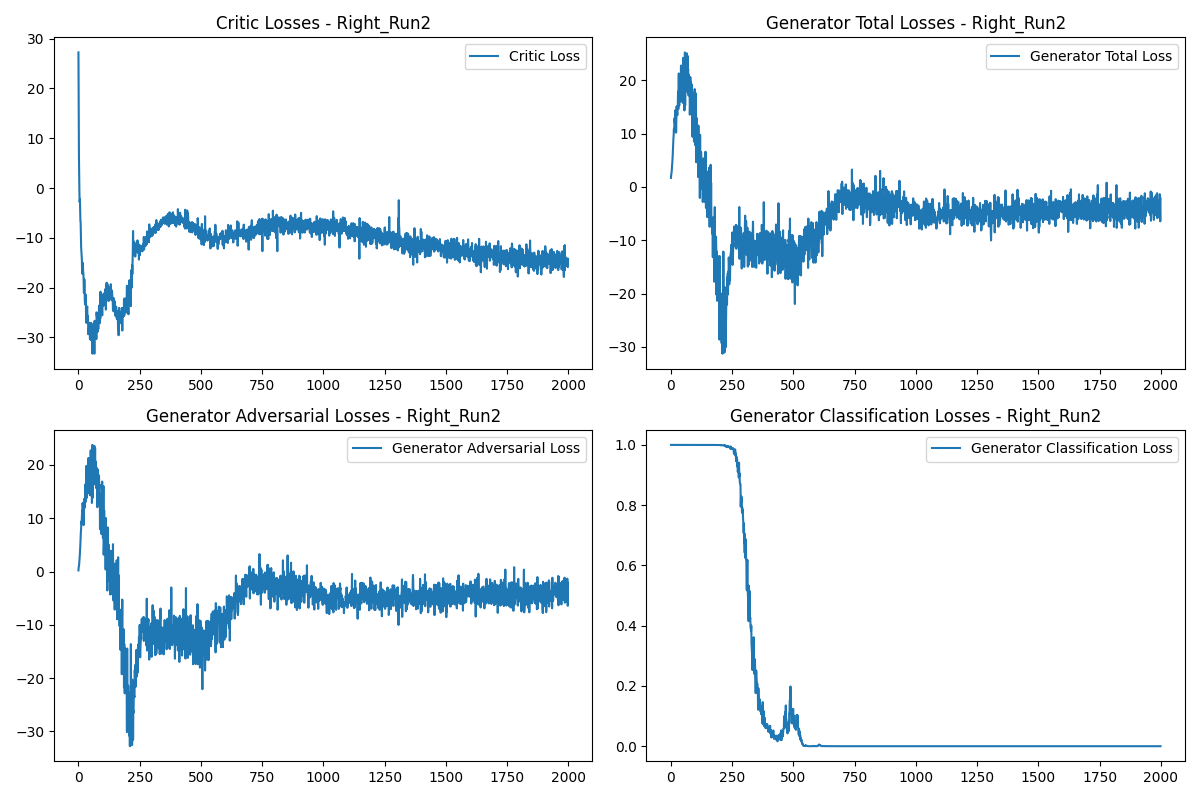 Critic Losses - Right_Run2
Critic Loss
30
20
10
0
−10
−20
−30
0 250 500 750 1000 1250 1500 1750 2000
Generator Total Losses - Right_Run2
Generator Total Loss
20
10
0
−10
−20
−30
0 250 500 750 1000 1250 1500 1750 2000
Generator Adversarial Losses - Right_Run2
Generator Adversarial Loss
20
10
0
−10
−20
−30
0 250 500 750 1000 1250 1500 1750 2000
Generator Classification Losses - Right_Run2
Generator Classification Loss
1.0
0.8
0.6
0.4
0.2
0.0
0 250 500 750 1000 1250 1500 1750 2000